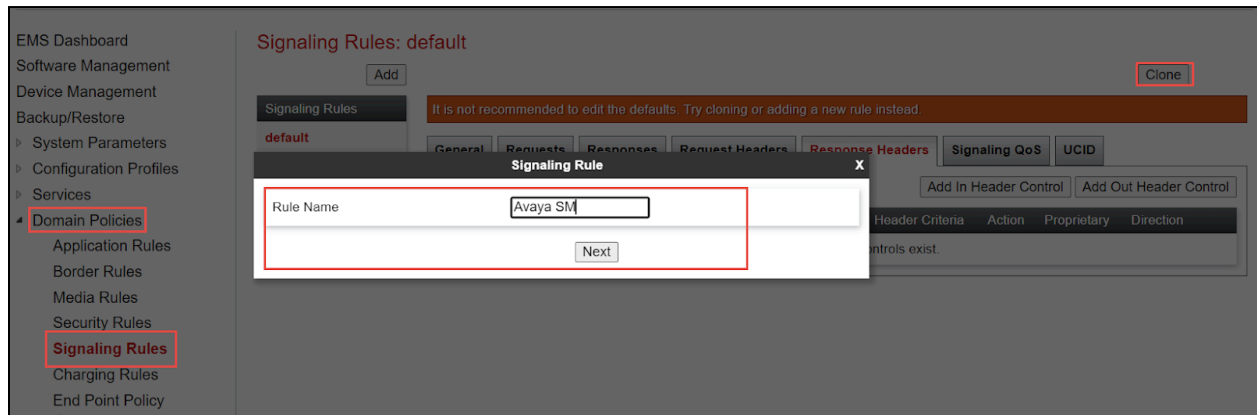 EMS Dashboard
Software Management
Device Management
Backup/Restore
System Parameters
Configuration Profiles
Services
Domain Policies
Application Rules
Border Rules
Media Rules
Security Rules
Signaling Rules
Charging Rules
End Point Policy
Signaling Rules: default
Add
Clone
Signaling Rules
default
It is not recommended to edit the defaults. Try cloning or adding a new rule instead.
General Requests Responses Request Headers Response Headers Signaling QoS UCID
Signaling Rule X
Add In Header Control Add Out Header Control
Rule Name Avaya SM
Header Criteria Action Proprietary Direction
exist.
Next